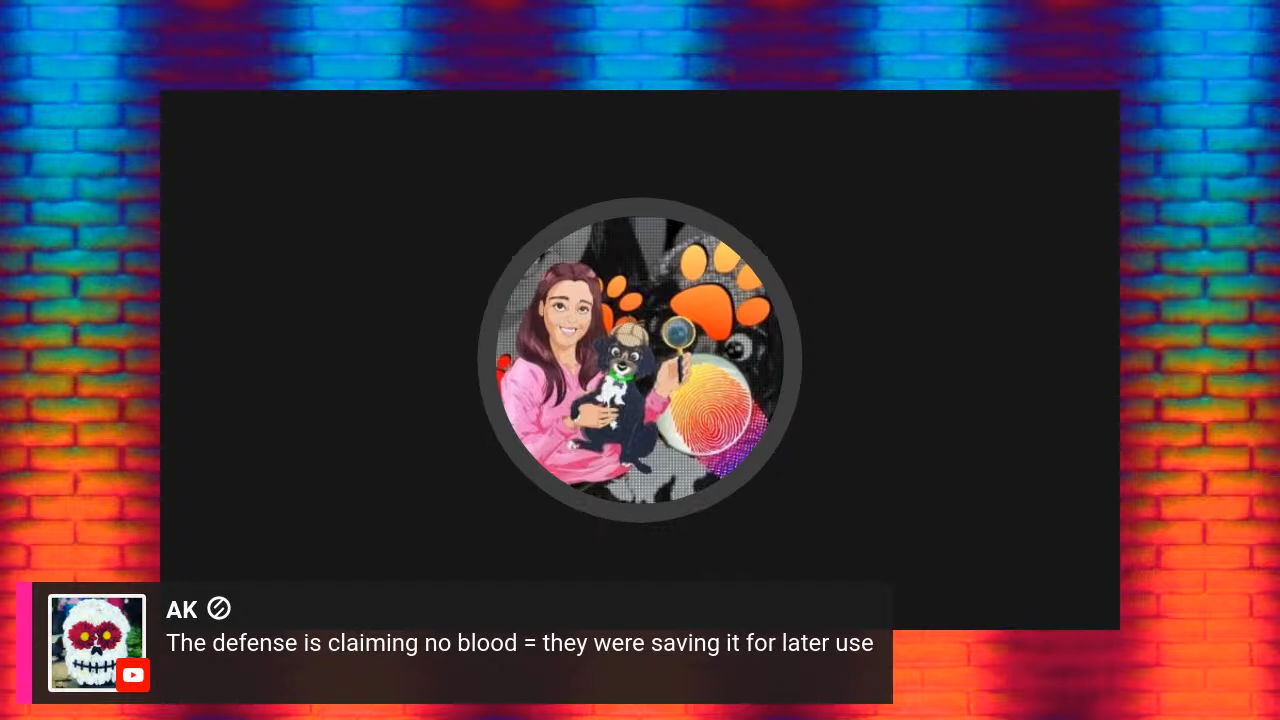 AK
The defense is claiming no blood = they were saving it for later use